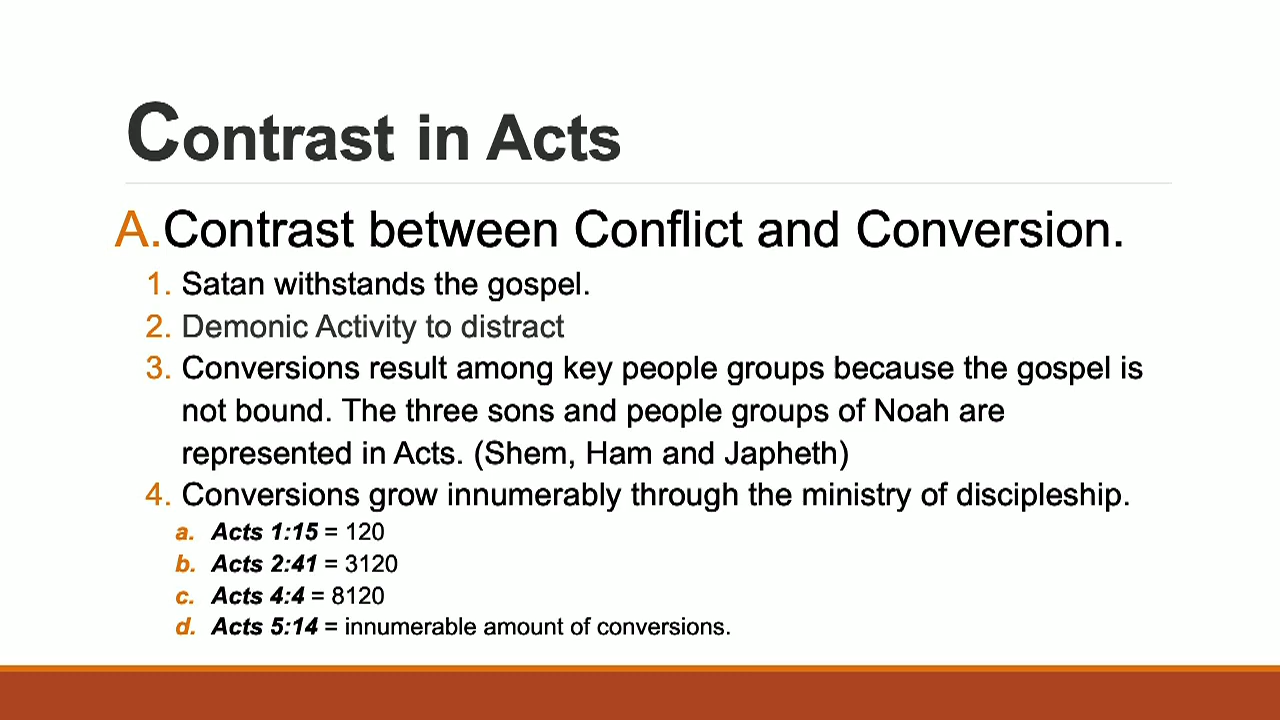 Contrast in Acts
A.Contrast between Conflict and Conversion.
1. Satan withstands the gospel.
2. Demonic Activity to distract
3. Conversions result among key people groups because the gospel is
not bound. The three sons and people groups of Noah are
represented in Acts. (Shem, Ham and Japheth)
4. Conversions grow innumerably through the ministry of discipleship.
a. Acts 1:15 = 120
b. Acts 2:41 = 3120
c. Acts 4:4 = 8120
d. Acts 5:14 = innumerable amount of conversions.